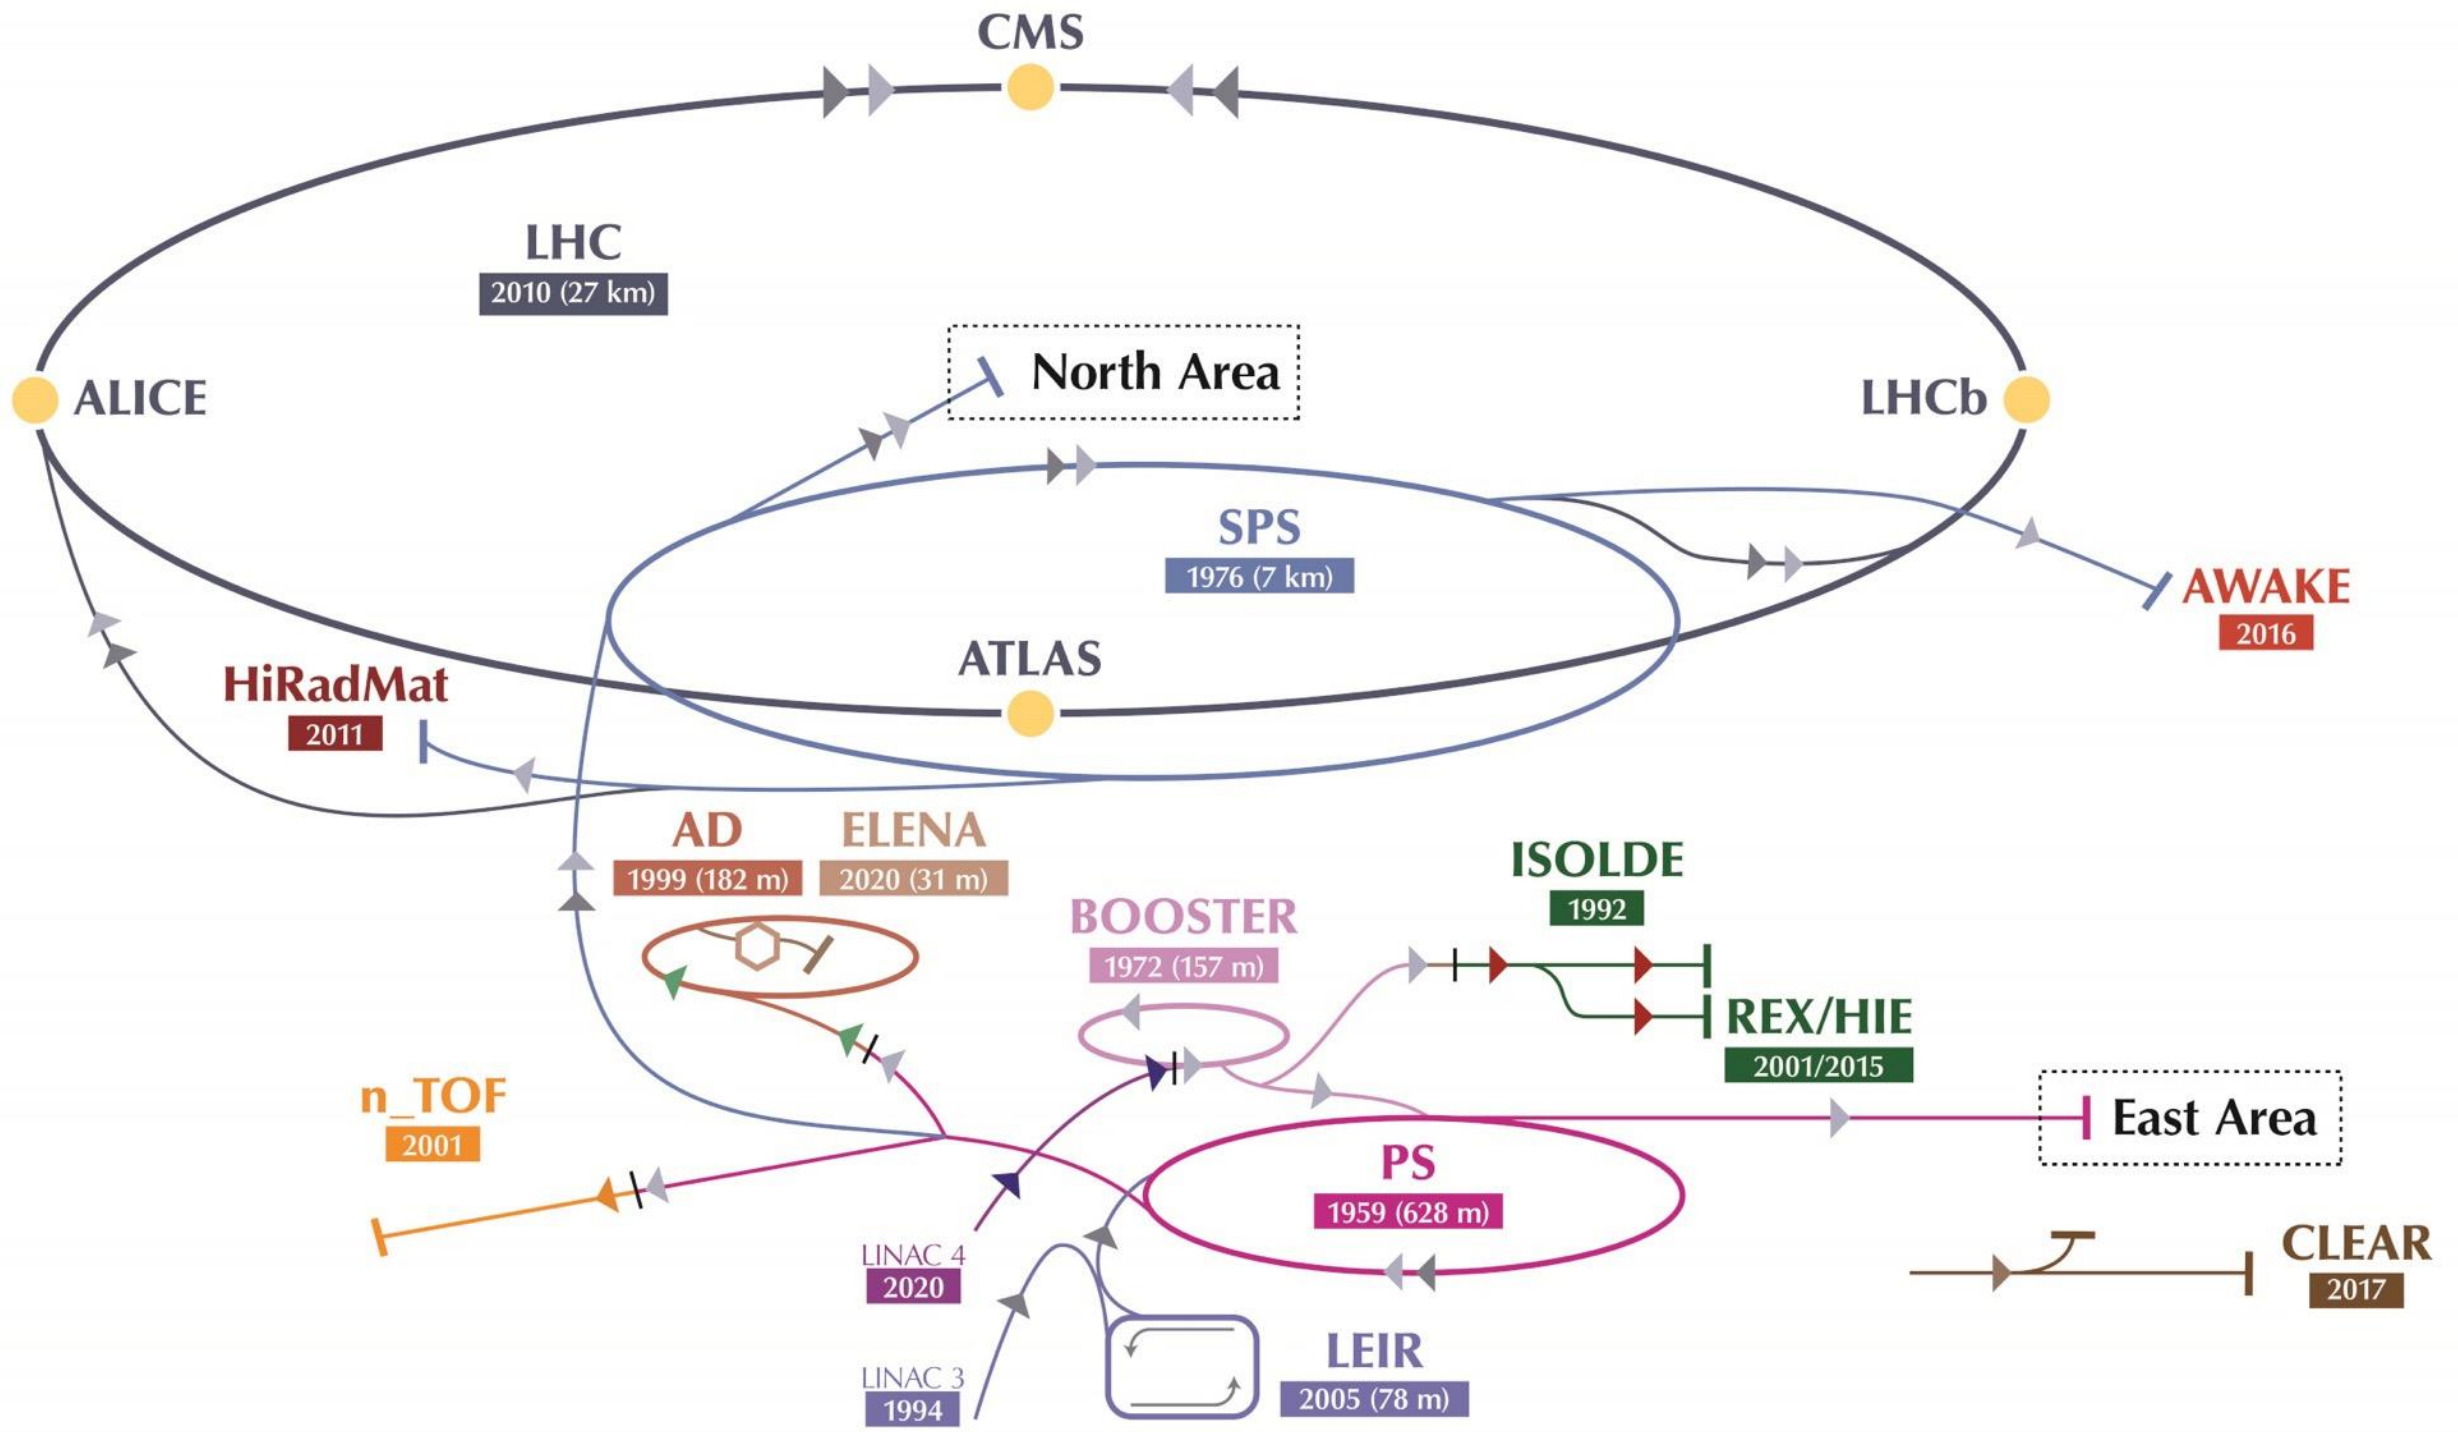 CMS
LHC
2010 (27 km)
North Area
ALICE
LHCb
SPS
1976 (7 km)
AWAKE
2016
ATLAS
HiRadMat
2011
AD
1999 (182 m)
ELENA
2020 (31 m)
ISOLDE
1992
BOOSTER
1972 (157 m)
REX/HIE
2001/2015
n_TOF
2001
East Area
PS
1959 (628 m)
LINAC 4
2020
CLEAR
2017
LINAC 3
1994
LEIR
2005 (78 m)